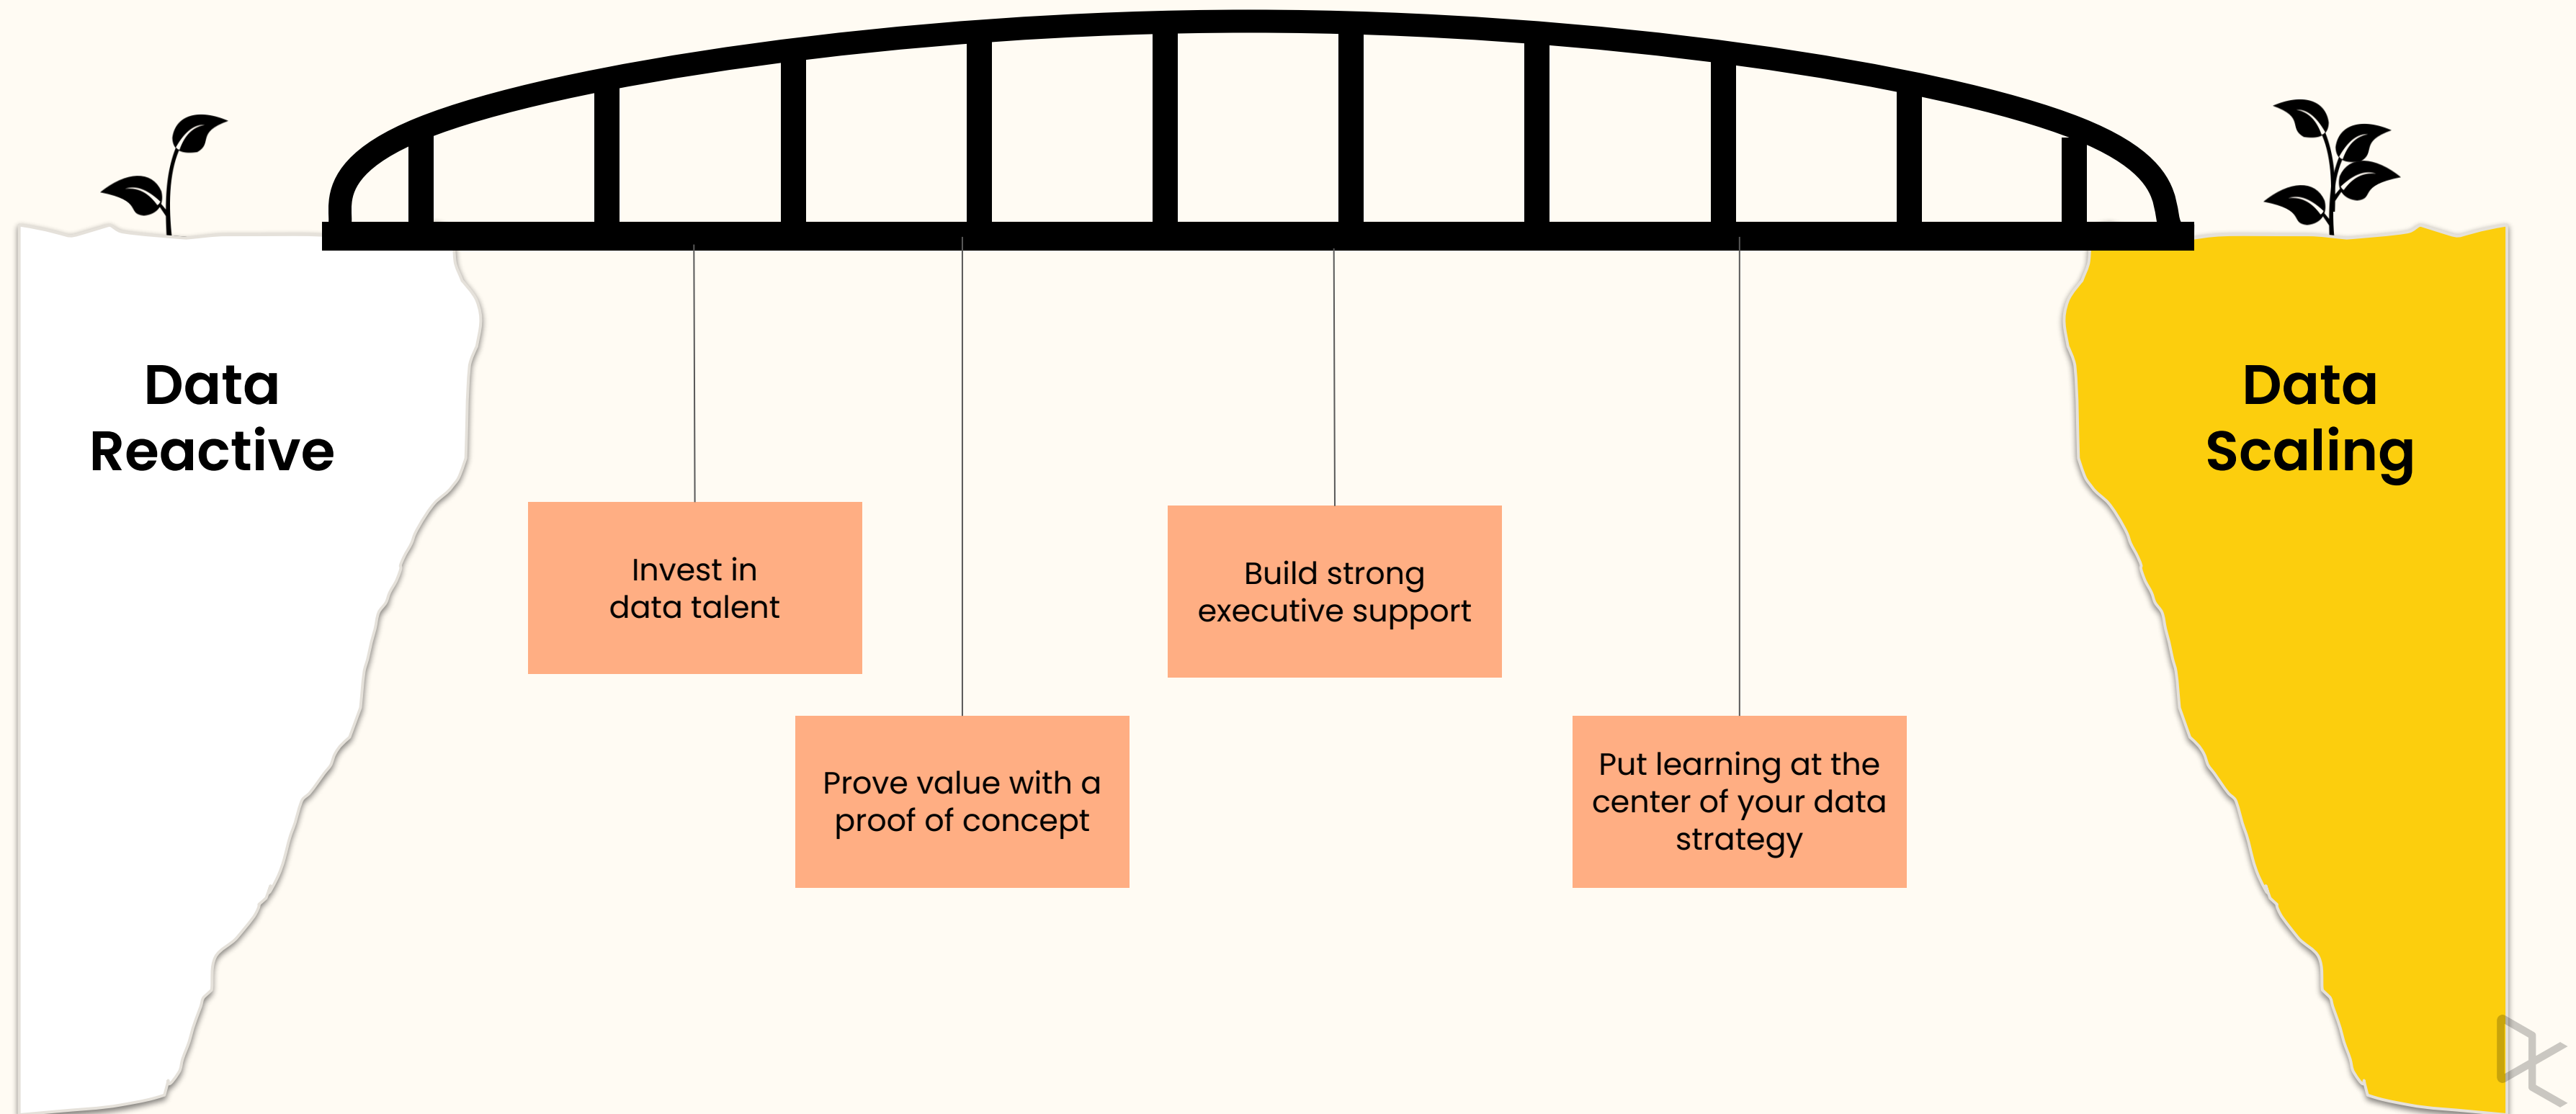 Data
Reactive
Data
Scaling
Invest in
data talent
Build strong
executive support
Prove value with a
proof of concept
Put learning at the
center of your data
strategy